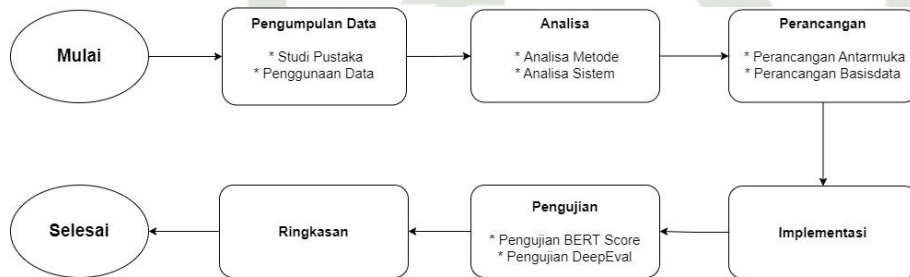 Mulai
Pengumpulan Data
* Studi Pustaka
* Penggunaan Data
Analisa
* Analisa Metode
* Analisa Sistem
Perancangan
* Perancangan Antarmuka
* Perancangan Basisdata
Implementasi
Pengujian
* Pengujian BERT Score
* Pengujian DeepEval
Ringkasan
Selesai